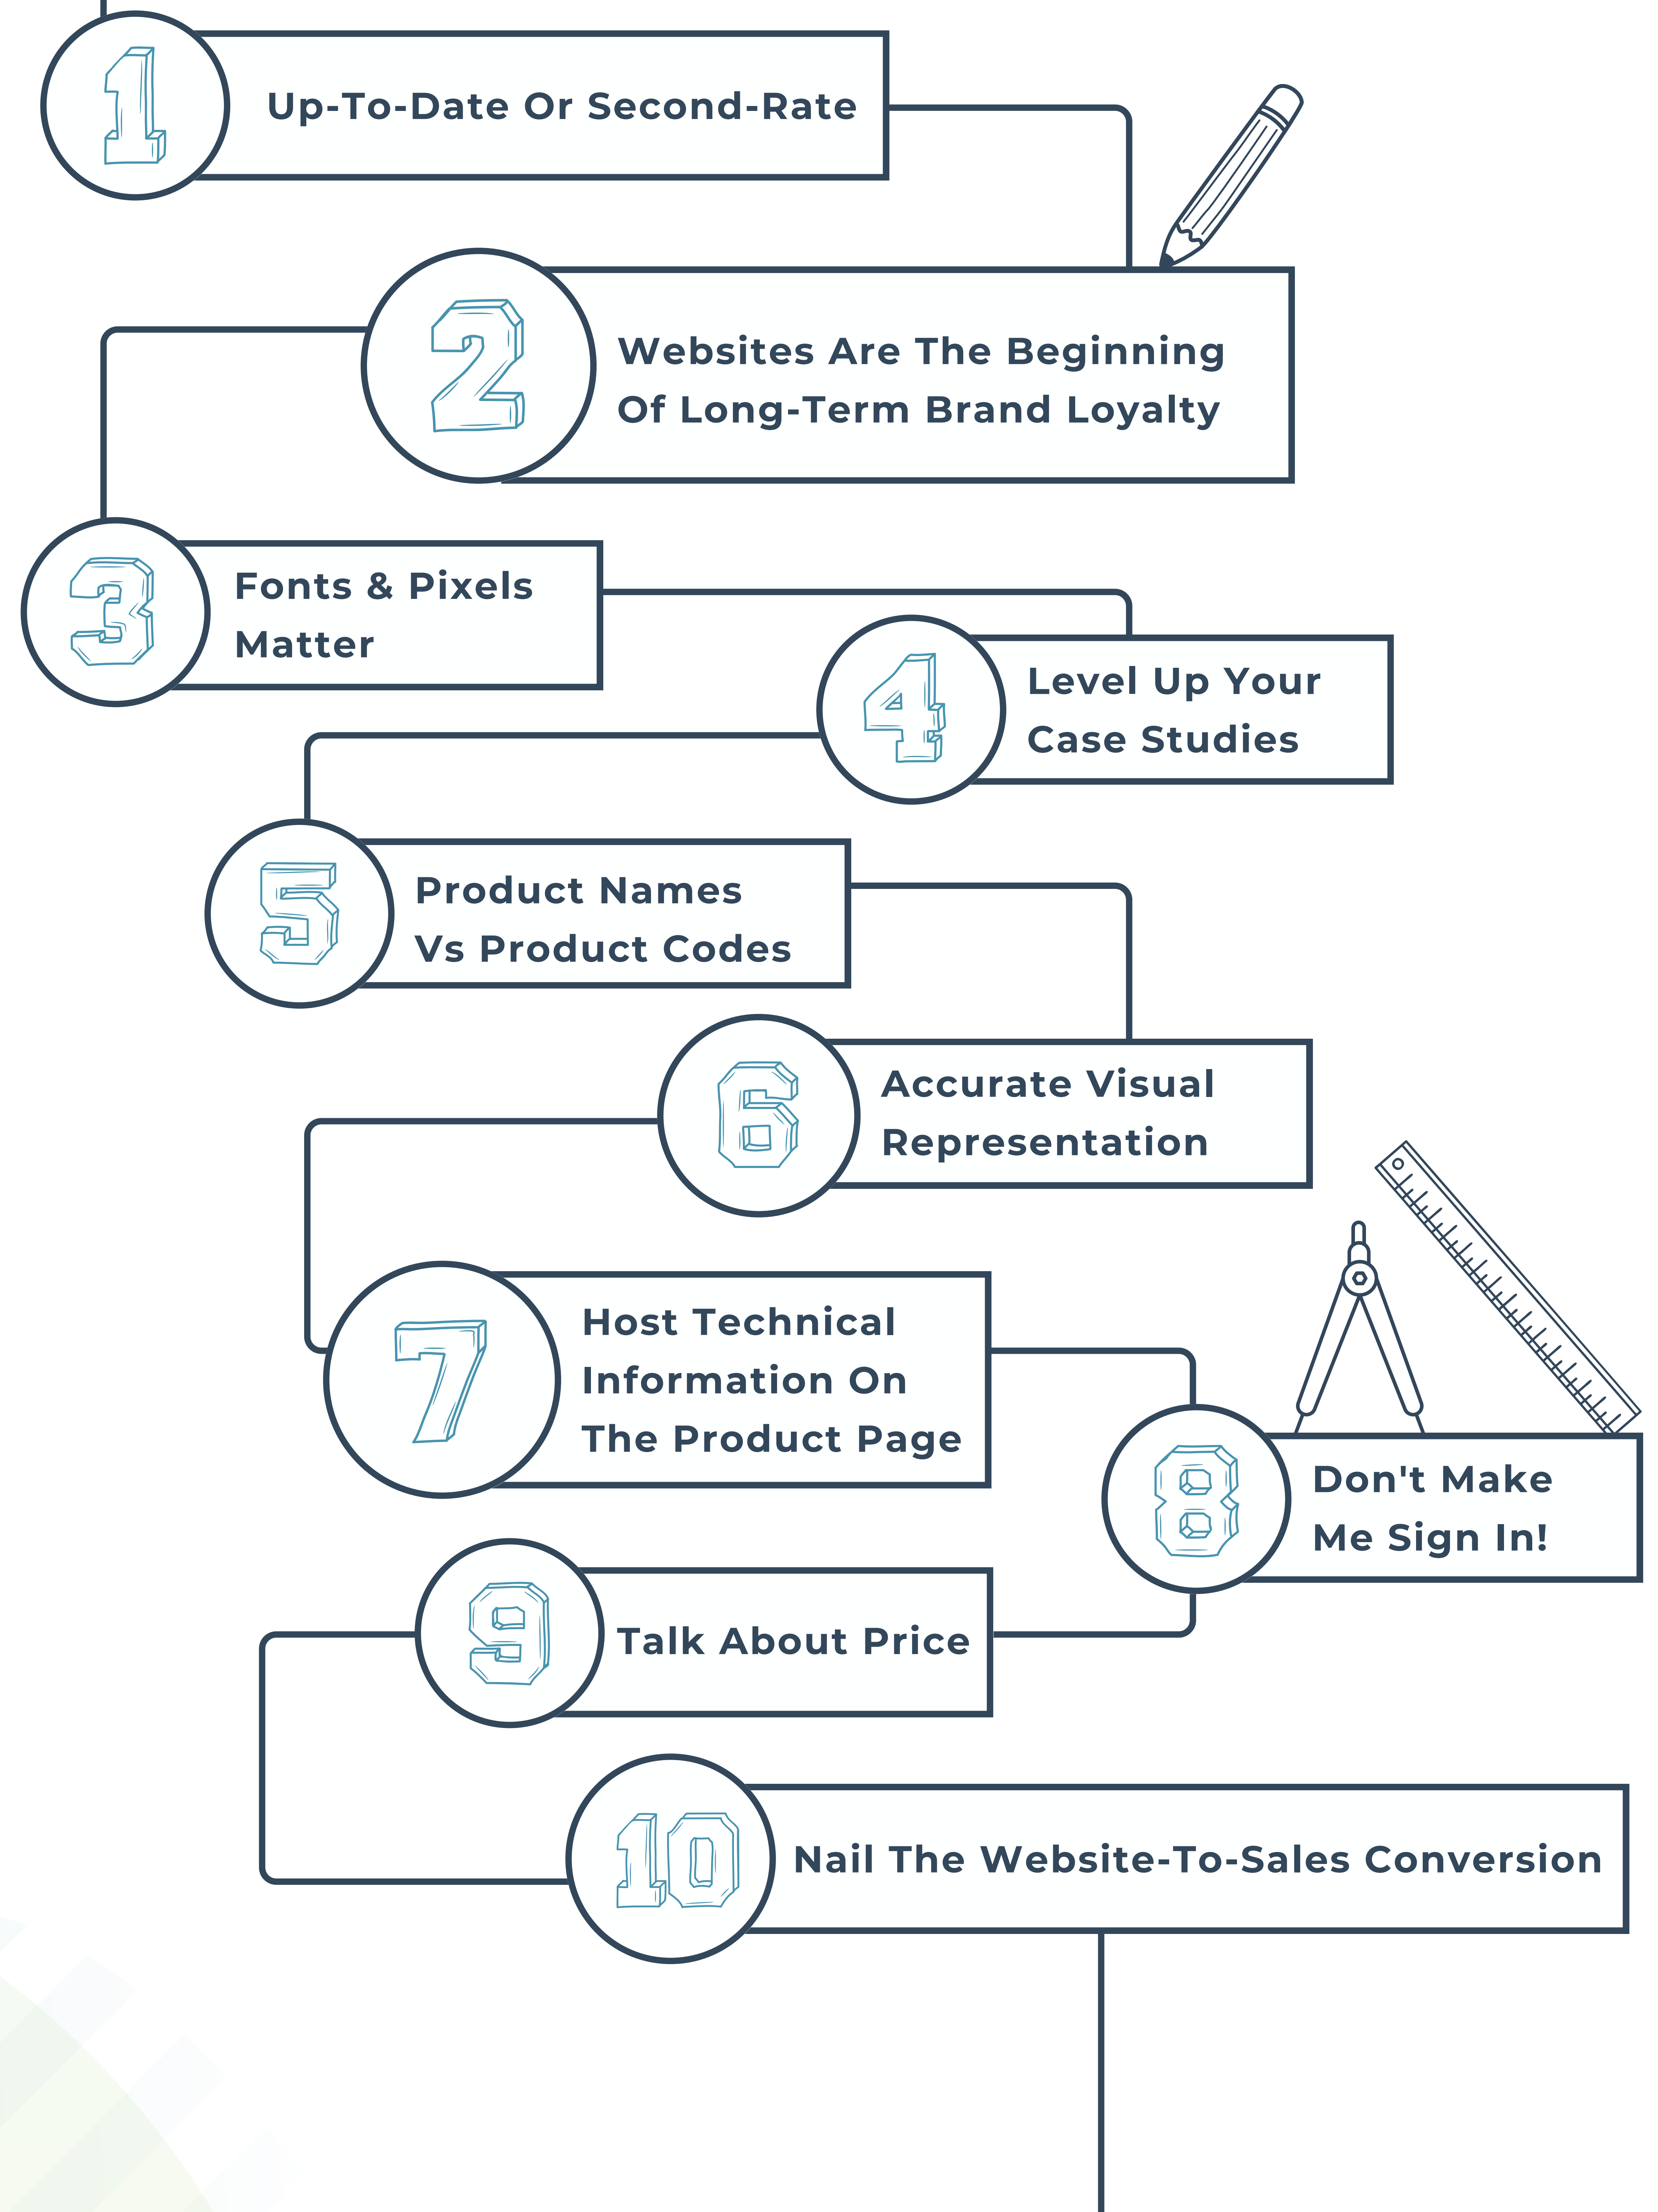 1
Up-To-Date Or Second-Rate
2
Websites Are The Beginning
Of Long-Term Brand Loyalty
3
Fonts & Pixels
Matter
4
Level Up Your
Case Studies
5
Product Names
Vs Product Codes
6
Accurate Visual
Representation
7
Host Technical
Information On
The Product Page
8
Don't Make
Me Sign In!
9
Talk About Price
10
Nail The Website-To-Sales Conversion